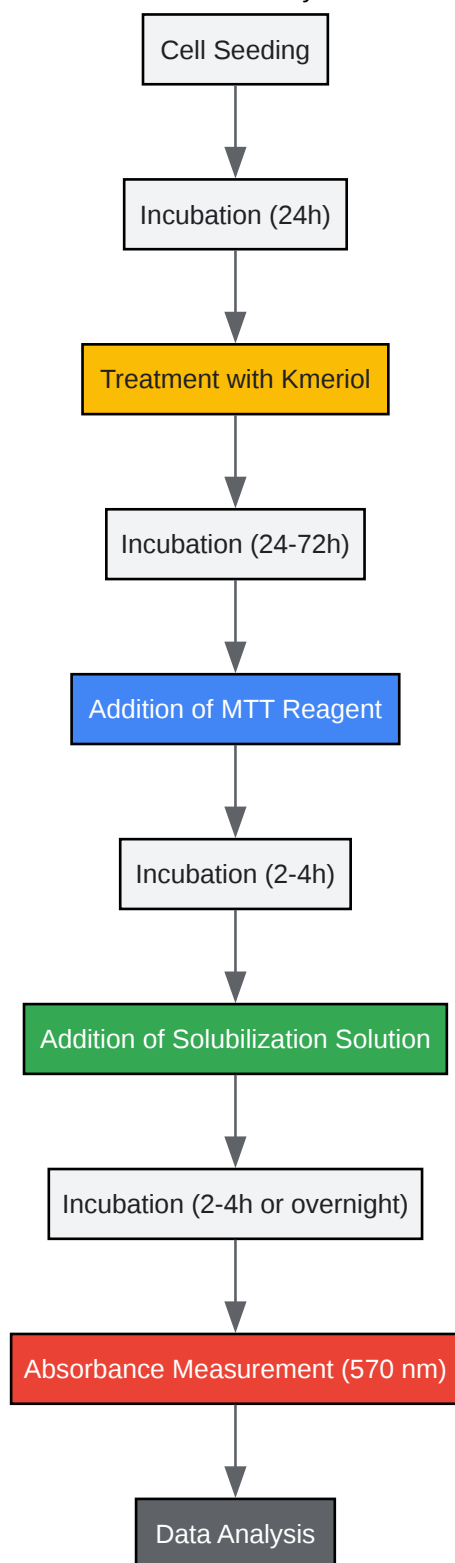 Cell Seeding
Incubation (24h)
Treatment with Kmeriol
Incubation (24-72h)
Addition of MTT Reagent
Incubation (2-4h)
Addition of Solubilization Solution
Incubation (2-4h or overnight)
Absorbance Measurement (570 nm)
Data Analysis